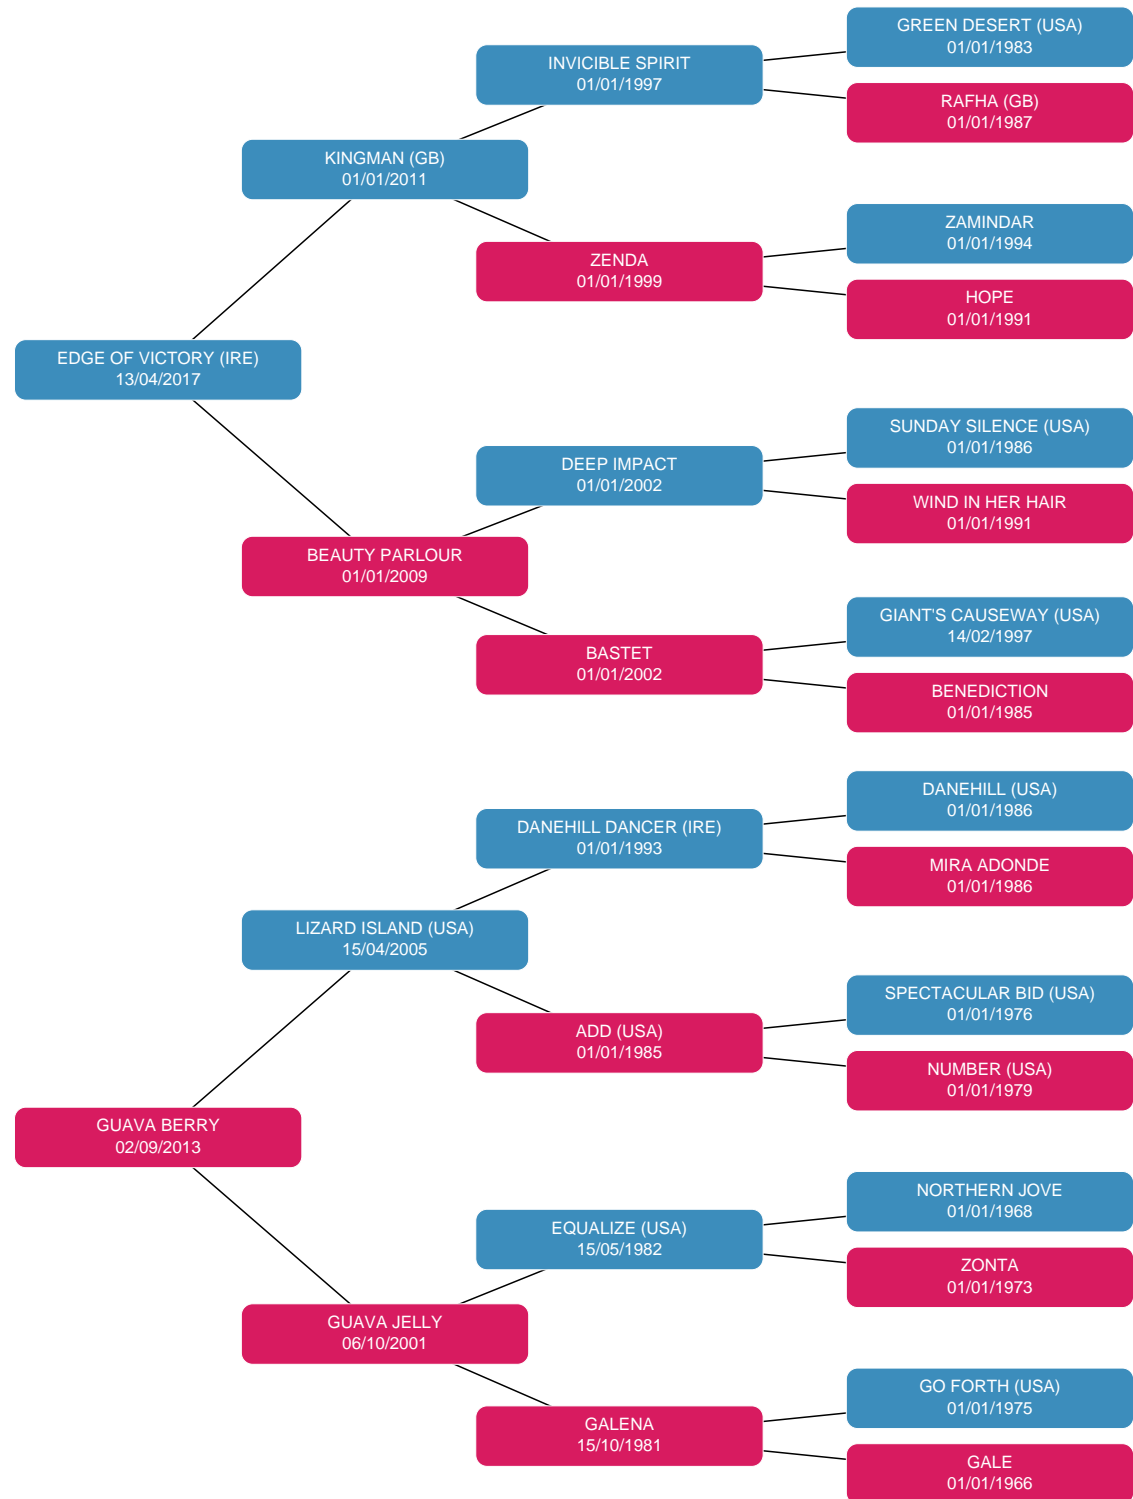 GREEN DESERT (USA)
01/01/1983
INVICIBLE SPIRIT
01/01/1997
RAFHA (GB)
01/01/1987
KINGMAN (GB)
01/01/2011
ZAMINDAR
01/01/1994
ZENDA
01/01/1999
HOPE
01/01/1991
EDGE OF VICTORY (IRE)
13/04/2017
SUNDAY SILENCE (USA)
01/01/1986
DEEP IMPACT
01/01/2002
WIND IN HER HAIR
01/01/1991
BEAUTY PARLOUR
01/01/2009
GIANT'S CAUSEWAY (USA)
14/02/1997
BASTET
01/01/2002
BENEDICTION
01/01/1985
DANEHILL (USA)
01/01/1986
DANEHILL DANCER (IRE)
01/01/1993
MIRA ADONDE
01/01/1986
LIZARD ISLAND (USA)
15/04/2005
SPECTACULAR BID (USA)
01/01/1976
ADD (USA)
01/01/1985
NUMBER (USA)
01/01/1979
GUAVA BERRY
02/09/2013
NORTHERN JOVE
01/01/1968
EQUALIZE (USA)
15/05/1982
ZONTA
01/01/1973
GUAVA JELLY
06/10/2001
GO FORTH (USA)
01/01/1975
GALENA
15/10/1981
GALE
01/01/1966